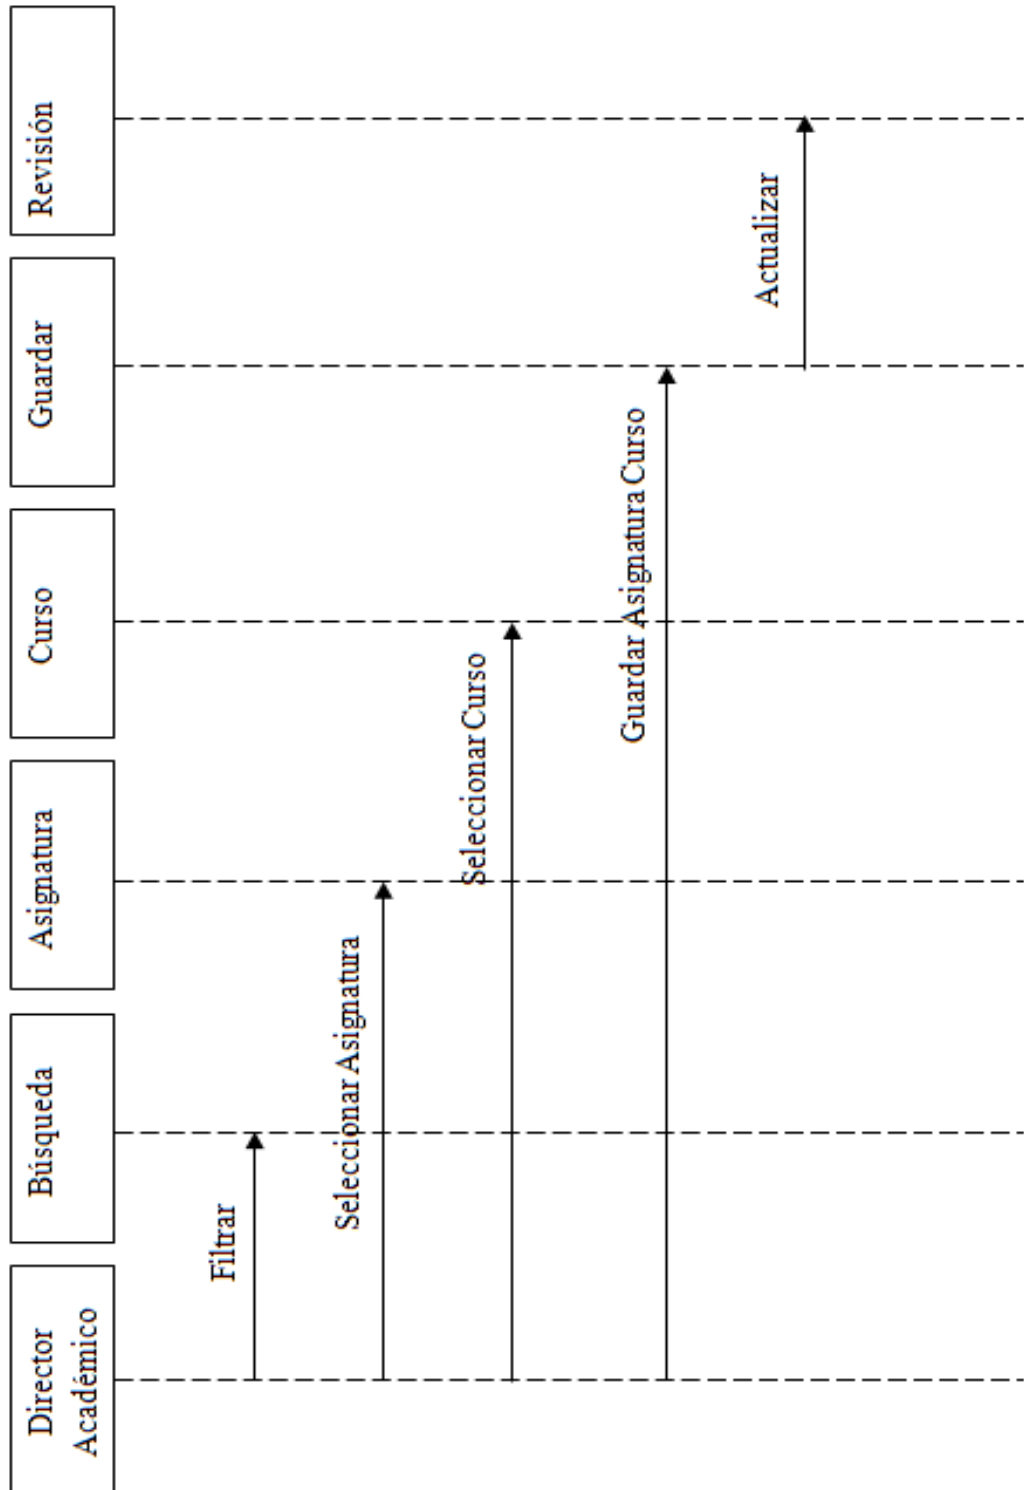 Director
Académico
Búsqueda
Asignatura
Curso
Guardar
Revisión
Filtrar
Seleccionar Asignatura
Seleccionar Curso
Guardar Asignatura Curso
Actualizar